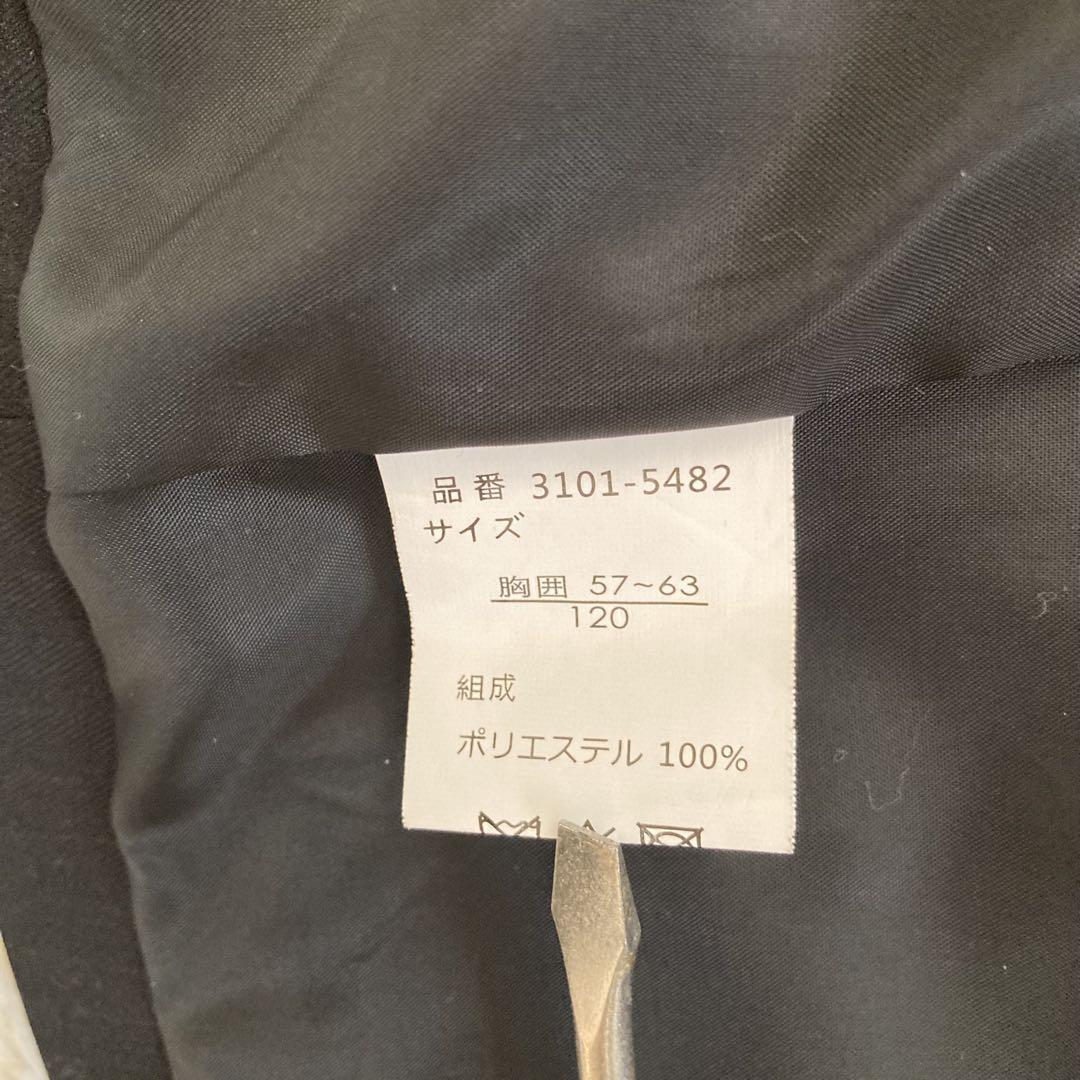 品番 3101-5482
サイズ
胸囲 57~63
120
組成
ポリエステル 100%